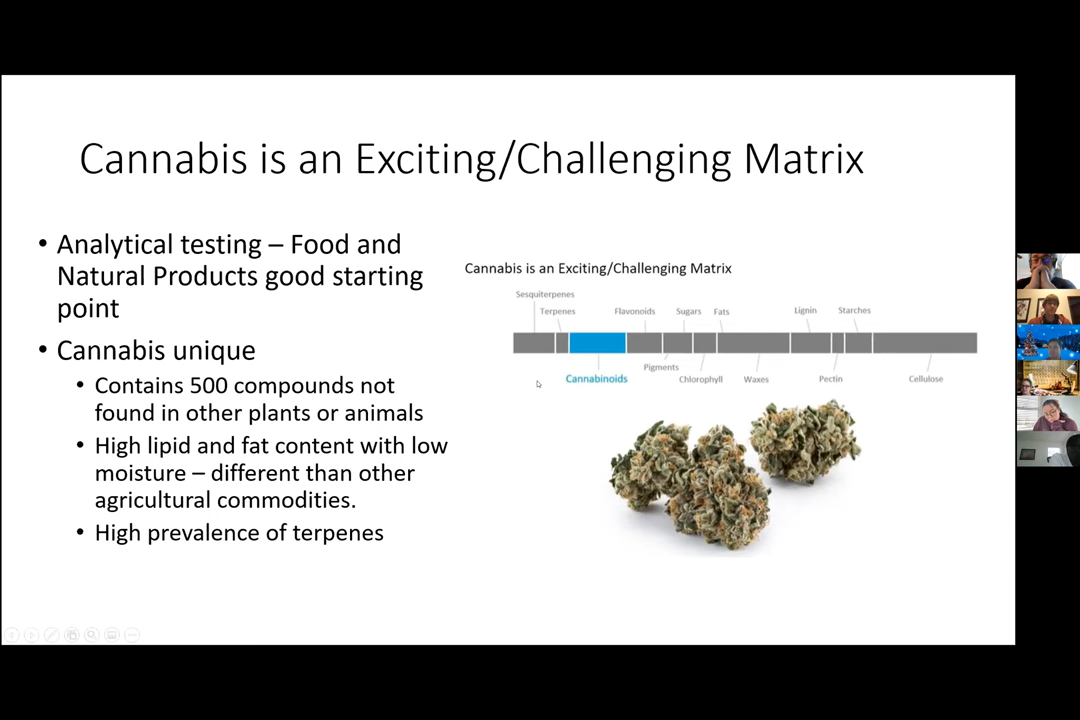 Cannabis is an Exciting/Challenging Matrix
• Analytical testing – Food and
Natural Products good starting
point
• Cannabis unique
• Contains 500 compounds not
found in other plants or animals
• High lipid and fat content with low
moisture – different than other
agricultural commodities.
• High prevalence of terpenes
Cannabis is an Exciting/Challenging Matrix
Sesquiterpenes
Terpenes
Flavonoids
Sugars
Fats
Lignin
Starches
Cannabinoids
Pigments
Chlorophyll
Waxes
Pectin
Cellulose